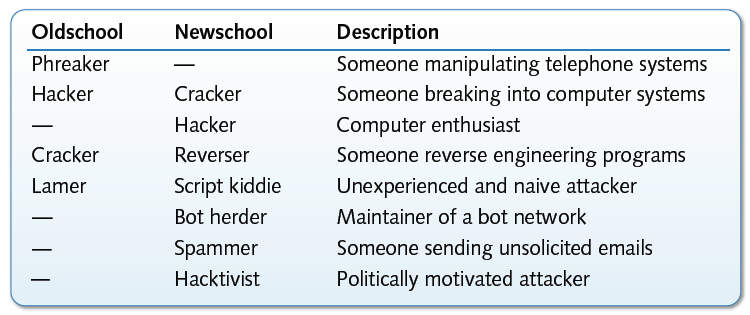 Oldschool Newschool Description
Phreaker — Someone manipulating telephone systems
Hacker Cracker Someone breaking into computer systems
— Hacker Computer enthusiast
Cracker Reverser Someone reverse engineering programs
Lamer Script kiddie Unexperienced and naive attacker
— Bot herder Maintainer of a bot network
— Spammer Someone sending unsolicited emails
— Hacktivist Politically motivated attacker